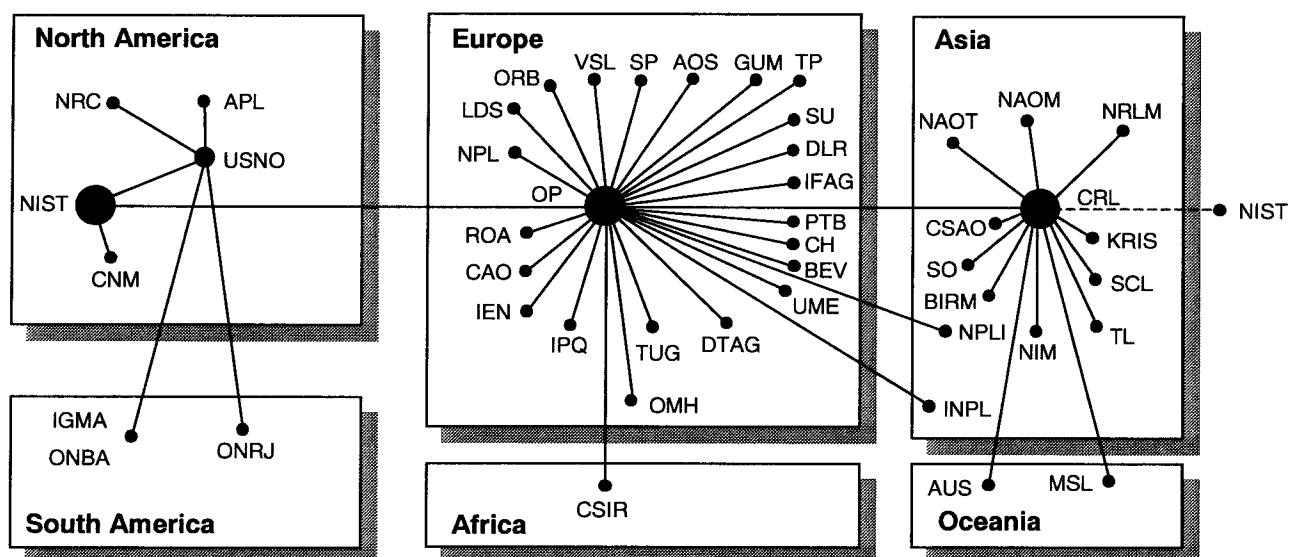 North America
NRC
APL
USNO
NIST
CNM
Europe
VSL
SP
AOS
GUM
TP
ORB
LDS
SU
NPL
DLR
IFAG
OP
PTB
ROA
CH
CAO
BEV
UME
IEN
IPQ
TUG
DTAG
OMH
Asia
NAOM
NRLM
NAOT
CRL
NIST
CSAO
KRIS
SO
SCL
BIRM
NPLI
NIM
TL
INPL
IGMA
ONBA
ONRJ
South America
CSIR
Africa
AUS
MSL
Oceania